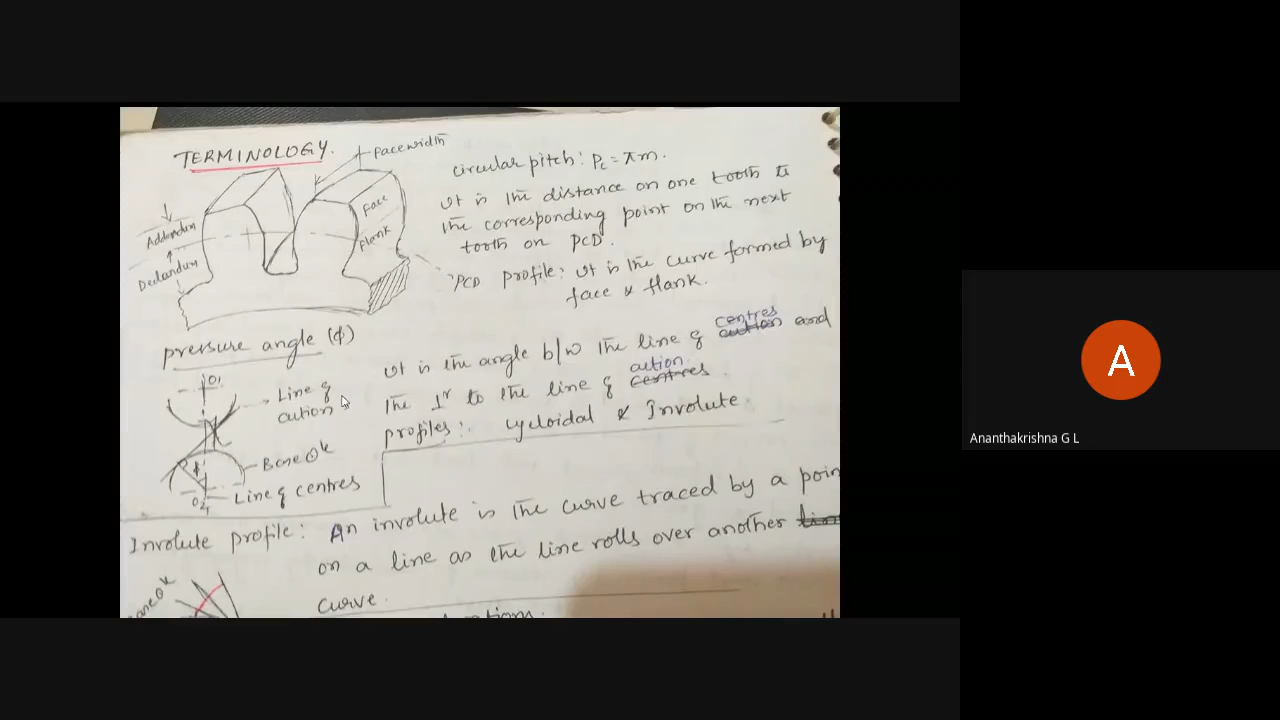 TERMINOLOGY.
Facewidth
Face
Flank
Addendum
Dedendum
PCD
circular pitch: Pc = πm.
It is the distance on one tooth to
the corresponding point on the next
tooth on PCD.
profile: It is the curve formed by
face & flank.
pressure angle (ϕ)
O1
Line of
action
ϕ
Base ⊙k
O2
Line of centres
It is the angle b/w the line of centres and
the ⊥r to the line of action.
profiles:. cycloidal & Involute.
Involute profile: An involute is the curve traced by a poin
on a line as the line rolls over another
curve.
Base ⊙k
A
Ananthakrishna G L